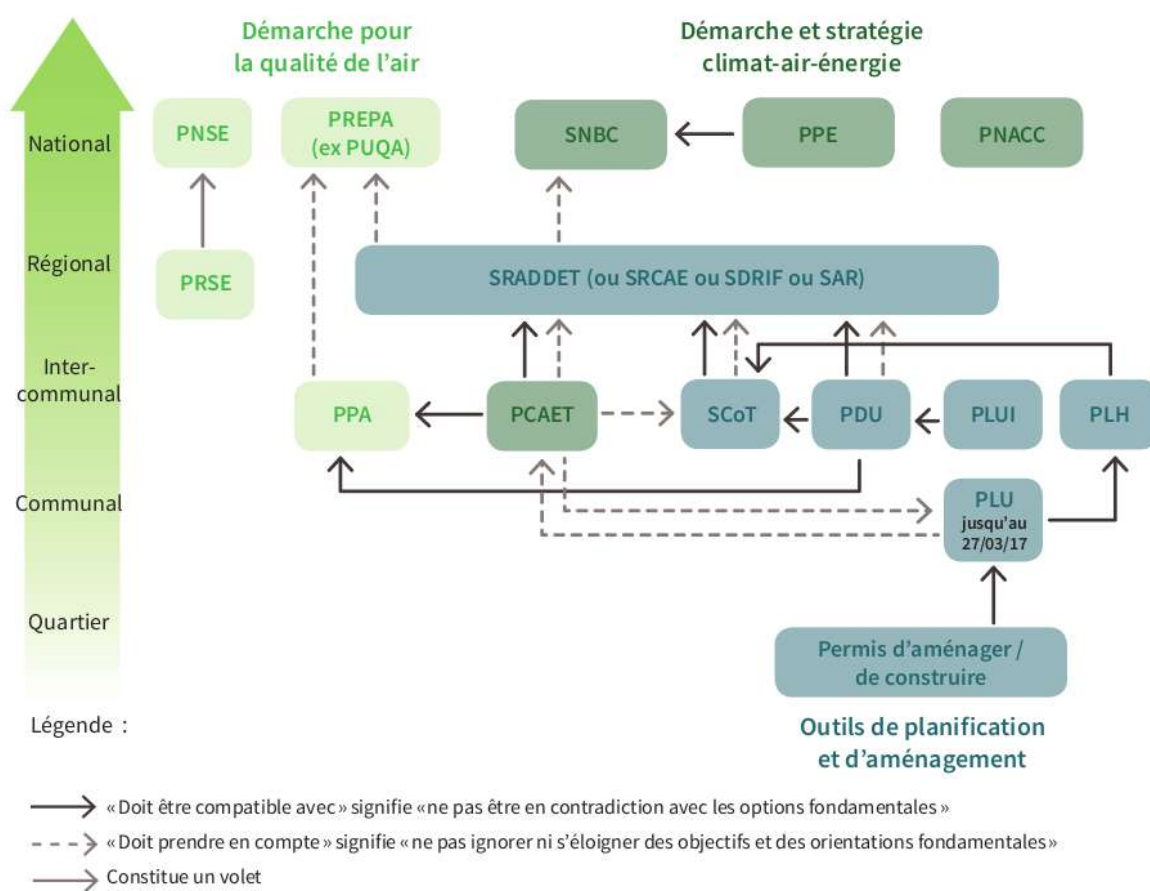 Démarche pour
la qualité de l'air
Démarche et stratégie
climat-air-énergie
National
PNSE
PREPA
(ex PUQA)
SNBC
PPE
PNACC
Régional
PRSE
SRADDET (ou SRCAE ou SDRIF ou SAR)
Inter-
communal
PPA
PCAET
SCoT
PDU
PLUI
PLH
Communal
PLU
jusqu'au
27/03/17
Quartier
Permis d'aménager /
de construire
Légende :
Outils de planification
et d'aménagement
« Doit être compatible avec » signifie « ne pas être en contradiction avec les options fondamentales »
« Doit prendre en compte » signifie « ne pas ignorer ni s'éloigner des objectifs et des orientations fondamentales »
Constitue un volet